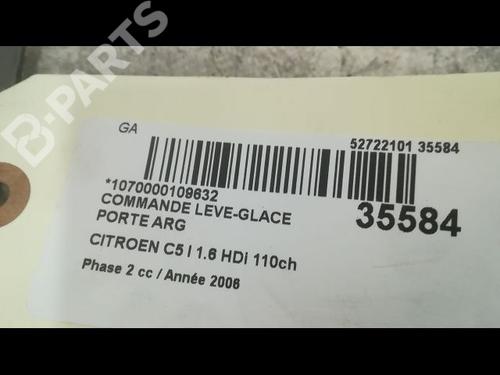 B-PARTS
GA
52722101 35584
*1070000109632
COMMANDE LEVE-GLACE
35584
PORTE ARG
CITROEN C5 I 1.6 HDi 110ch
Phase 2 cc / Année 2006